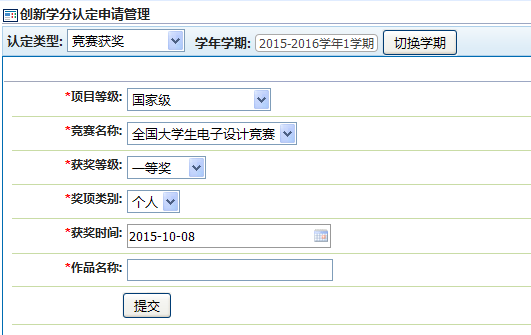 创新学分认定申请管理
认定类型: 竞赛获奖 学年学期: 2015-2016学年1学期 切换学期
*项目等级: 国家级
*竞赛名称: 全国大学生电子设计竞赛
*获奖等级: 一等奖
*奖项类别: 个人
*获奖时间: 2015-10-08
*作品名称:
提交